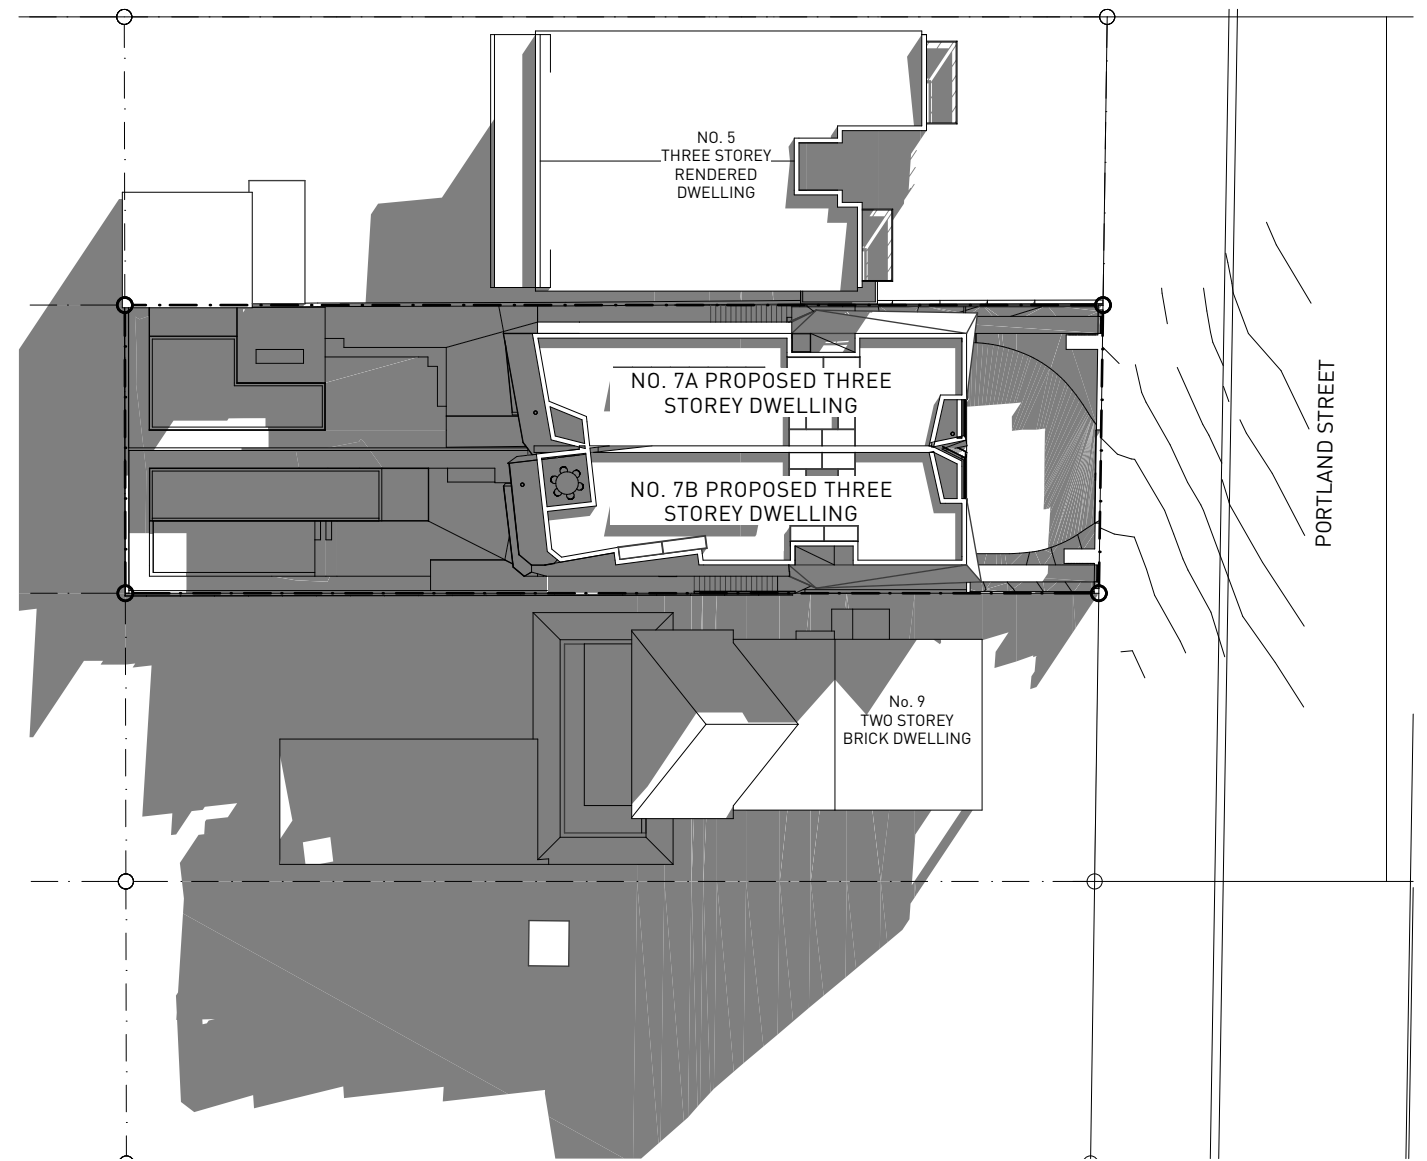 NO. 5
THREE STOREY
RENDERED
DWELLING
NO. 7A PROPOSED THREE
STOREY DWELLING
NO. 7B PROPOSED THREE
STOREY DWELLING
PORTLAND STREET
No. 9
TWO STOREY
BRICK DWELLING